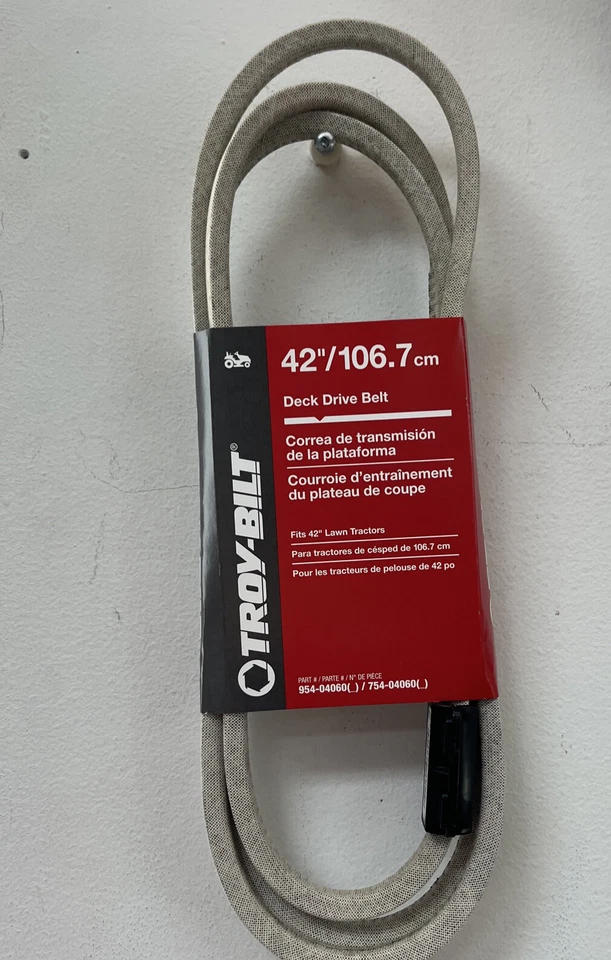 42"/106.7 cm
Deck Drive Belt
Correa de transmisión
de la plataforma
Courroie d'entraînement
du plateau de coupe
Fits 42" Lawn Tractors
Para tractores de césped de 106.7 cm
Pour les tracteurs de pelouse de 42 po
PART # / PARTE # / N° DE PIÈCE
954-04060(_) / 754-04060(_)
TROY-BILT®